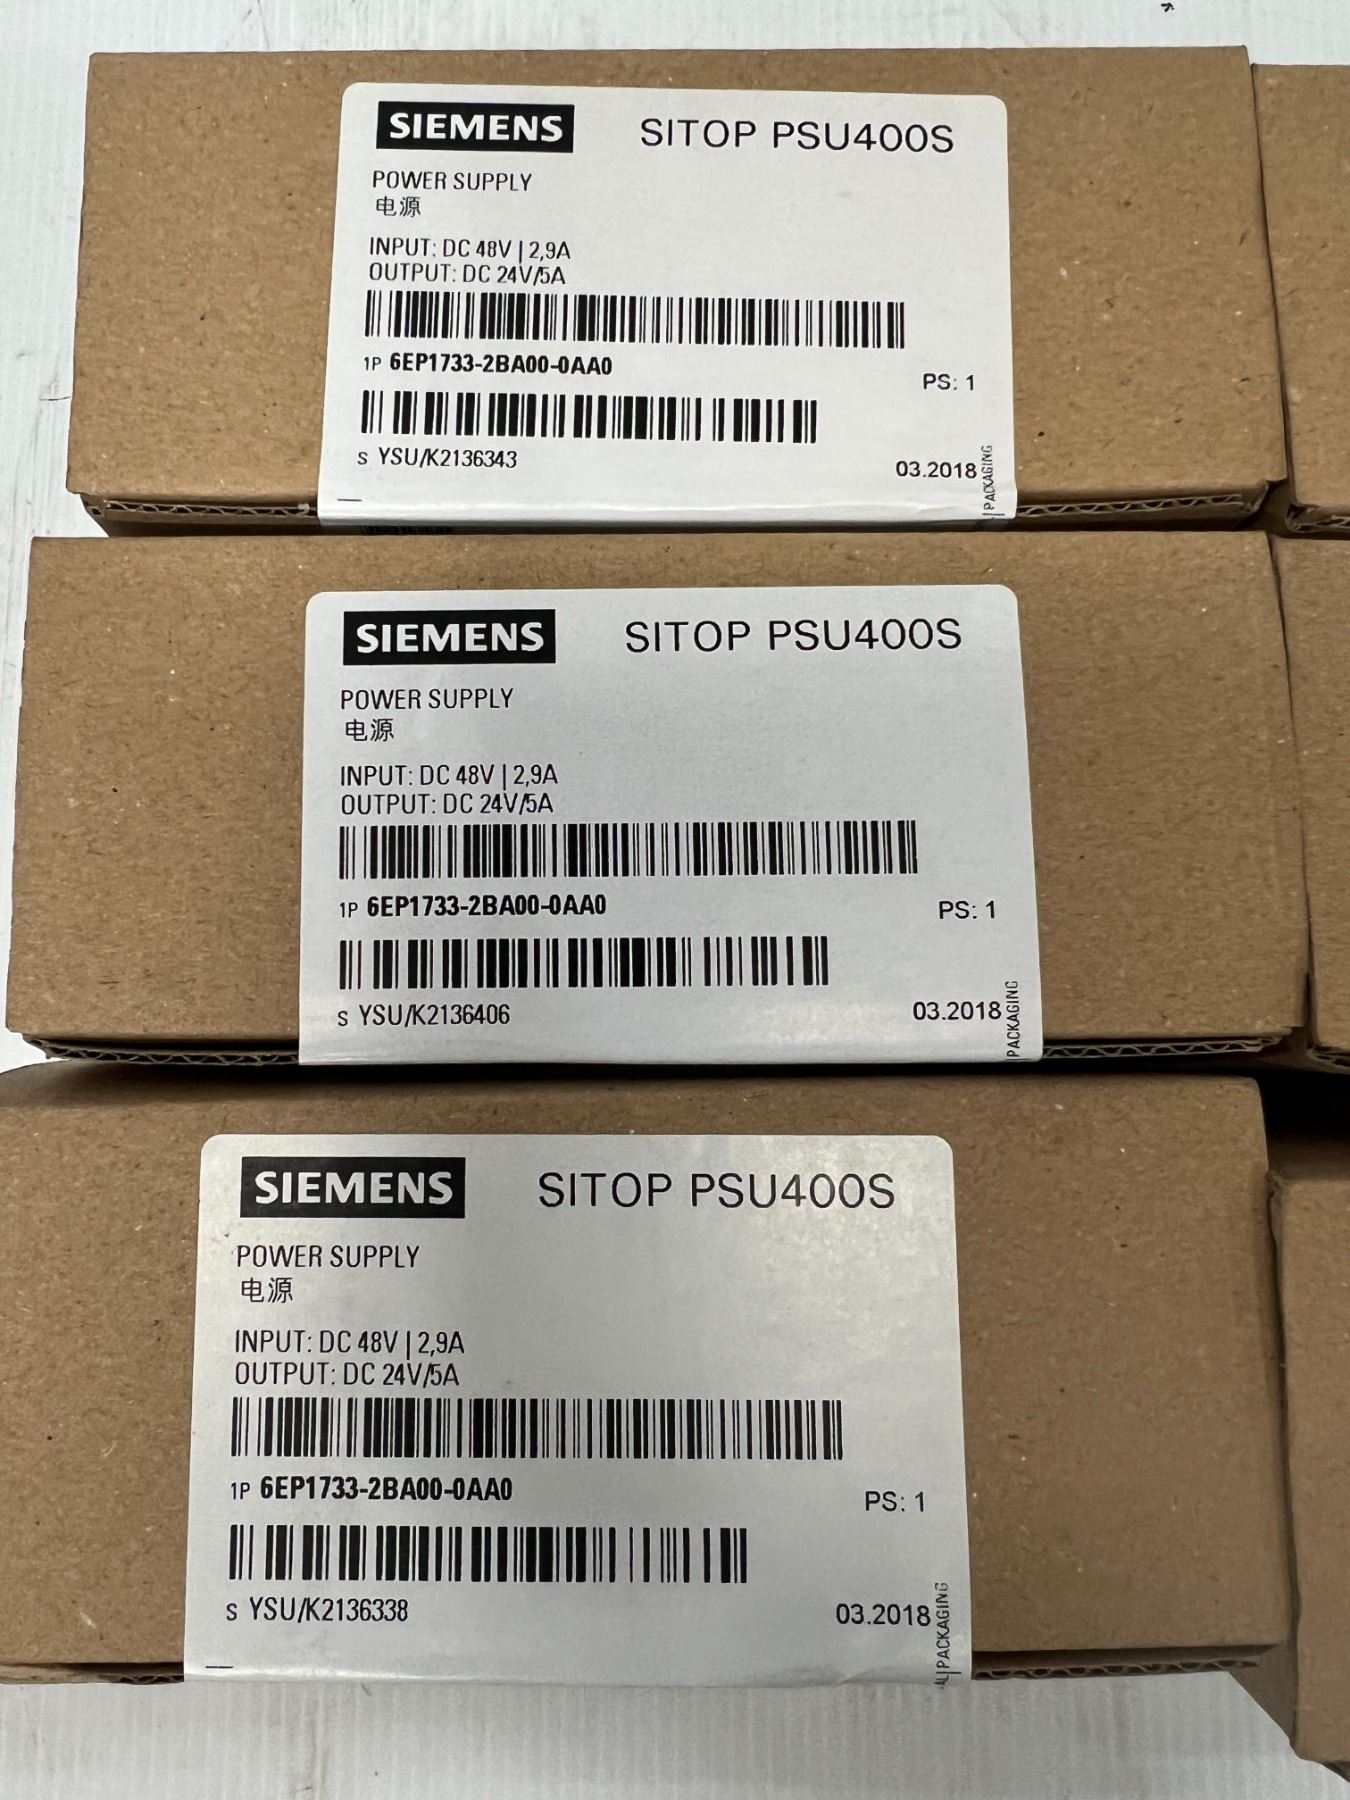 SIEMENS SITOP PSU400S
POWER SUPPLY
电源
INPUT: DC 48V | 2,9A
OUTPUT: DC 24V/5A
1P 6EP1733-2BA00-0AA0
PS: 1
S YSU/K2136343
03.2018
PACKAGING
SIEMENS SITOP PSU400S
POWER SUPPLY
电源
INPUT: DC 48V | 2,9A
OUTPUT: DC 24V/5A
1P 6EP1733-2BA00-0AA0
PS: 1
S YSU/K2136406
03.2018
PACKAGING
SIEMENS SITOP PSU400S
POWER SUPPLY
电源
INPUT: DC 48V | 2,9A
OUTPUT: DC 24V/5A
1P 6EP1733-2BA00-0AA0
PS: 1
S YSU/K2136338
03.2018
PACKAGING